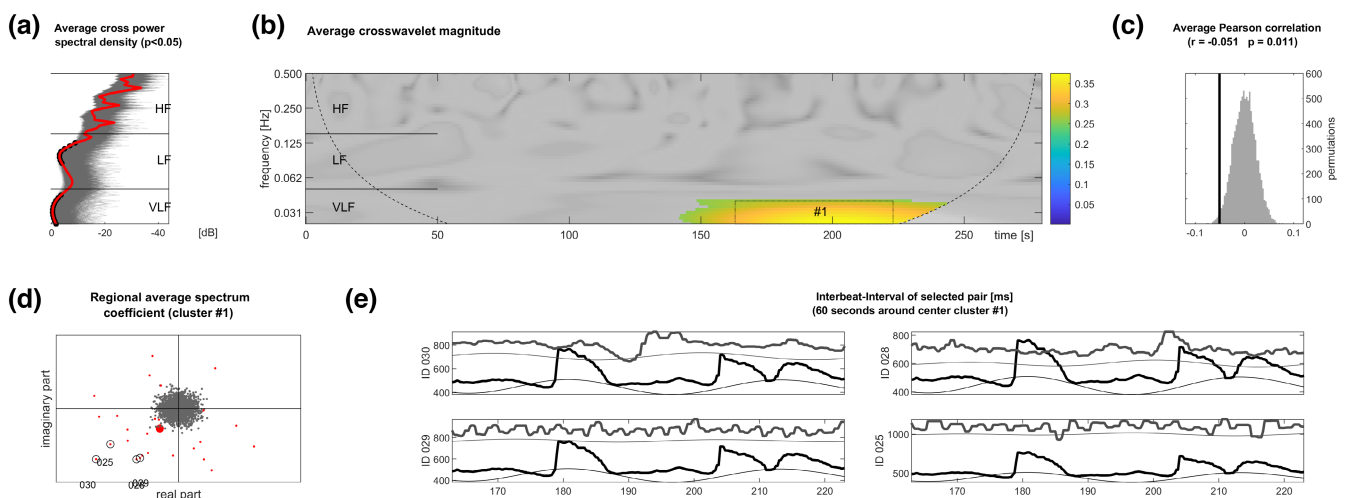 (a)
Average cross power
spectral density (p<0.05)
HF
LF
VLF
0 -20 -40 [dB]
(b)
Average crosswavelet magnitude
frequency [Hz]
0.500
0.250
0.125
0.062
0.031
HF
LF
VLF
#1
0 50 100 150 200 250 time [s]
0.35
0.3
0.25
0.2
0.15
0.1
0.05
(c)
Average Pearson correlation
(r = -0.051 p = 0.011)
600
500
400
300
200
100
0
permutations
-0.1 0 0.1
(d)
Regional average spectrum
coefficient (cluster #1)
imaginary part
025
030
real part
(e)
Interbeat-Interval of selected pair [ms]
(60 seconds around center cluster #1)
ID 030
800
600
400
ID 028
800
600
400
ID 029
800
600
400
170 180 190 200 210 220
ID 025
1000
500
170 180 190 200 210 220